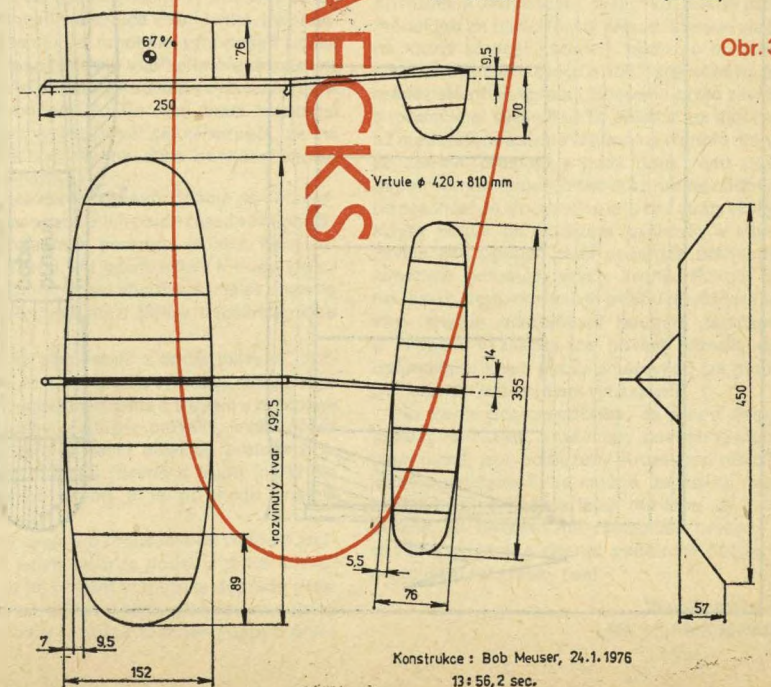 Obr. 3
AFCKS
67%
76
9,5
250
70
Vrtule ϕ 420 x 810 mm
14
355
450
rozvinutý tvar 492,5
89
5,5
76
57
7
9,5
152
Konstrukce : Bob Meuser, 24.1.1976
13:56,2 sec.